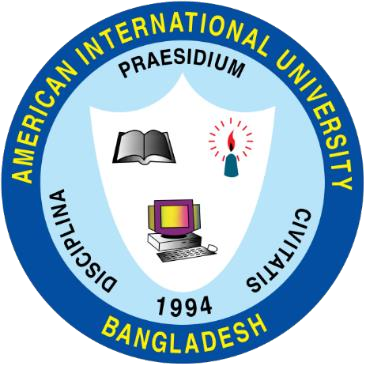 AMERICAN INTERNATIONAL UNIVERSITY
PRAESIDIUM
DISCIPLINA
CIVITATIS
1994
BANGLADESH